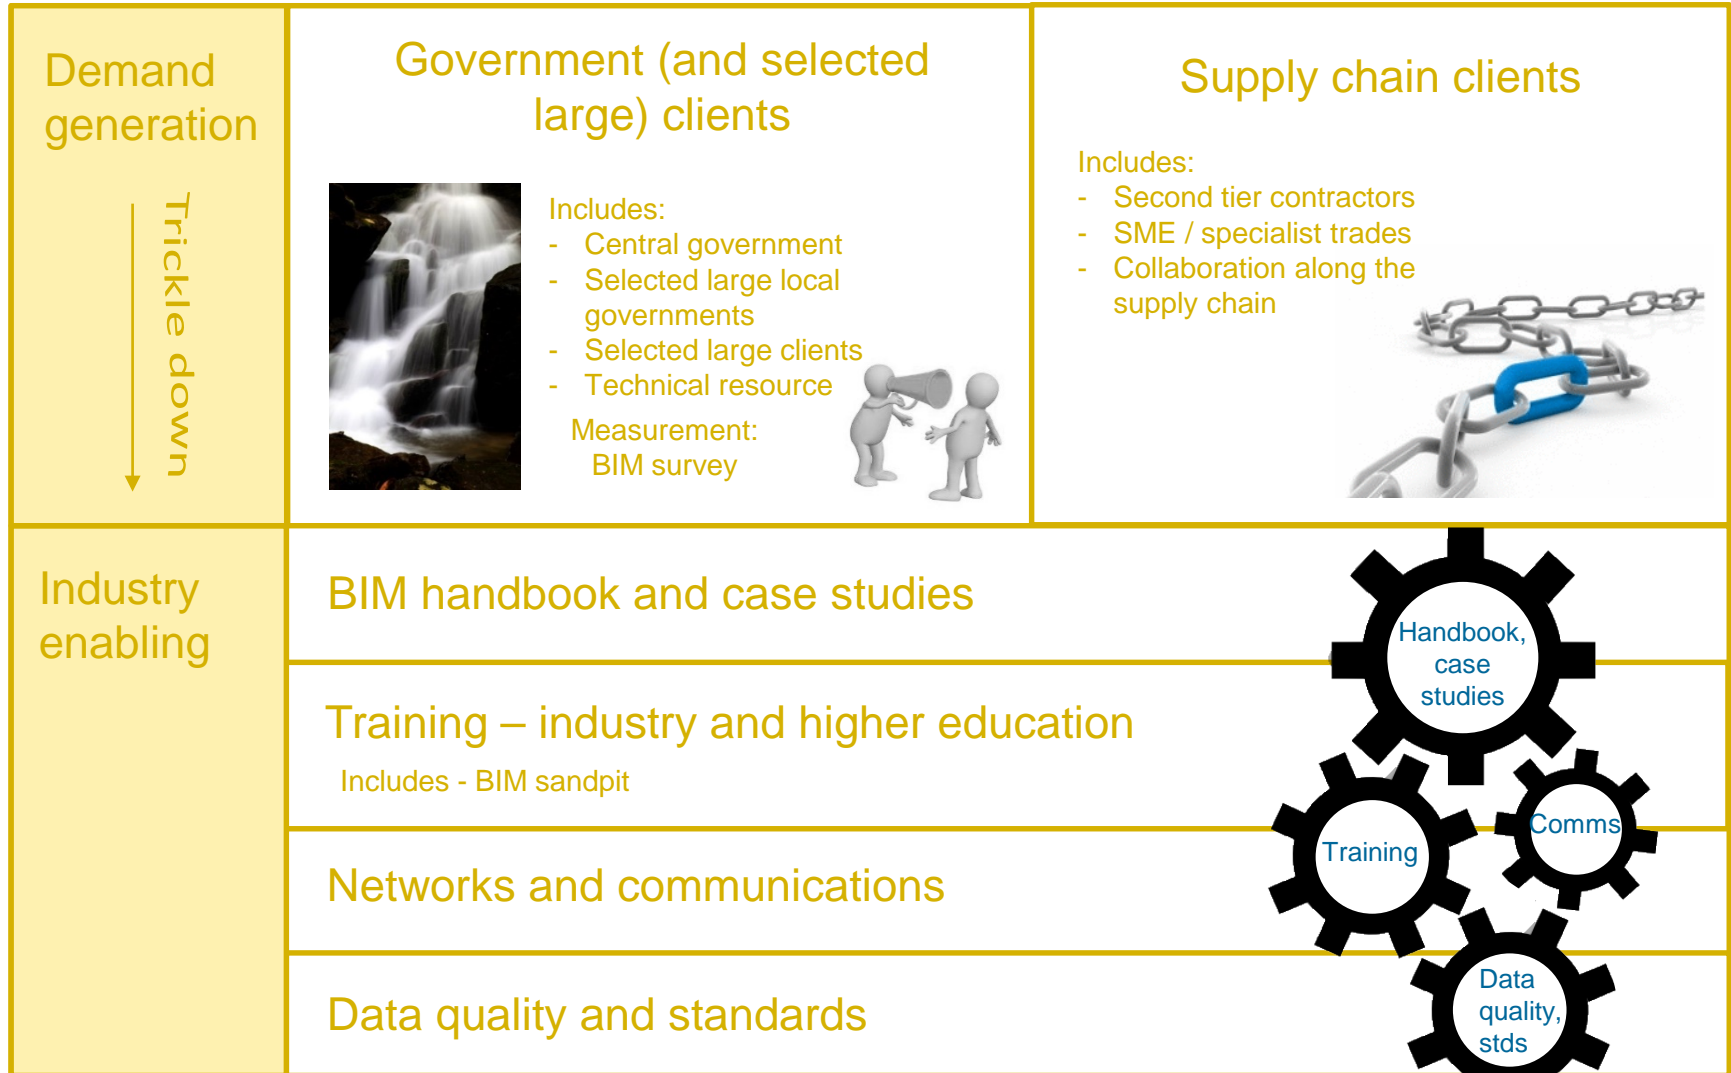 Demand
generation
Trickle down
Government (and selected
large) clients
Includes:
- Central government
- Selected large local
governments
- Selected large clients
- Technical resource
Measurement:
BIM survey
Supply chain clients
Includes:
- Second tier contractors
- SME / specialist trades
- Collaboration along the
supply chain
Industry
enabling
BIM handbook and case studies
Training – industry and higher education
Includes - BIM sandpit
Networks and communications
Data quality and standards
Handbook,
case
studies
Training
Comms
Data
quality,
stds